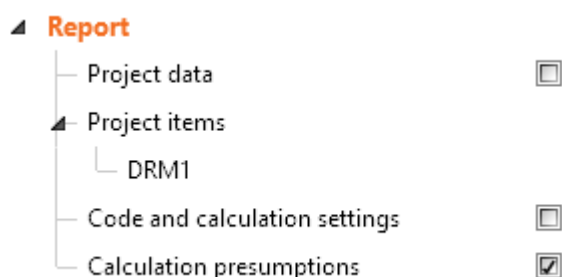 Report
Project data
Project items
DRM1
Code and calculation settings
Calculation presumptions